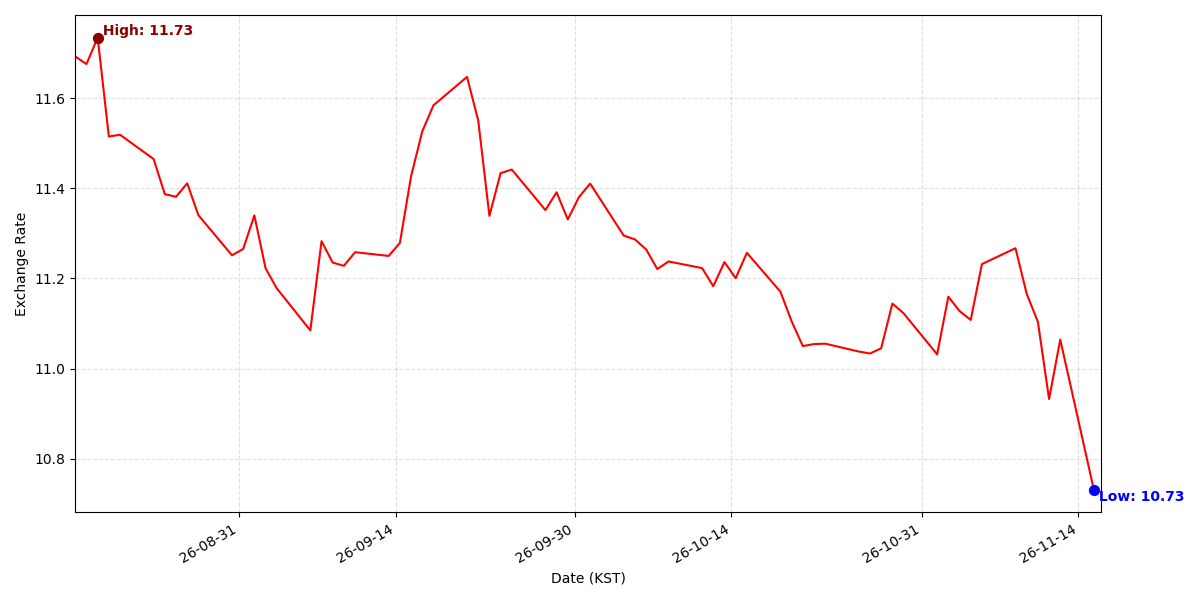 High: 11.73
11.6
11.4
11.2
11.0
10.8
Exchange Rate
Low: 10.73
26-08-31
26-09-14
26-09-30
26-10-14
26-10-31
26-11-14
Date (KST)